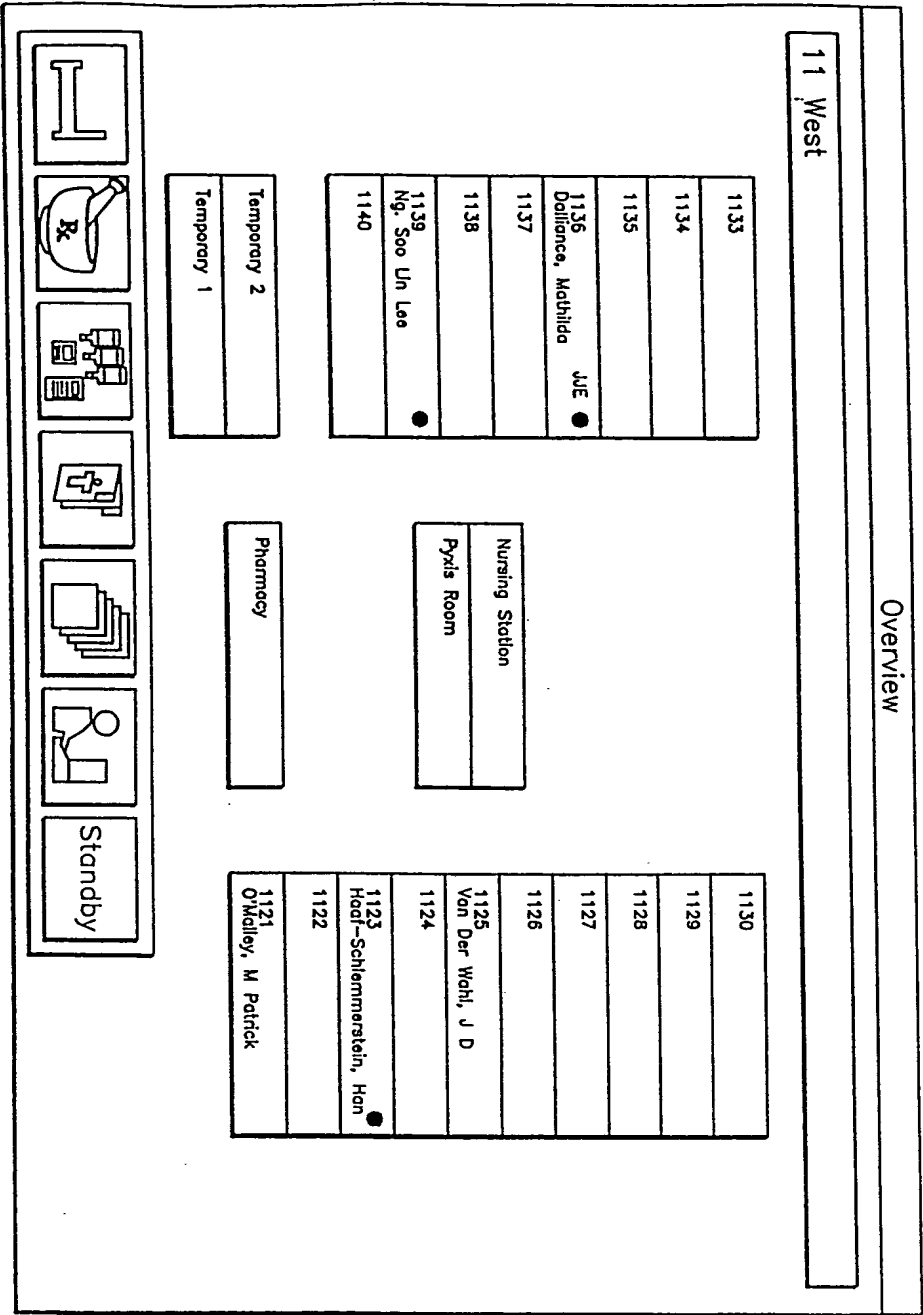 Overview
11 West
1133
1134
1135
1136
Dalliance, Mathilda JJE
1137
1138
1139
Ng. Soo Un Lee
1140
Temporary 2
Temporary 1
Nursing Station
Pyxis Room
Pharmacy
1130
1129
1128
1127
1126
1125
Van Der Wahl, J D
1124
1123
Haaf-Schlemmerstein, Han
1122
1121
O'Malley, M Patrick
Rx
Standby